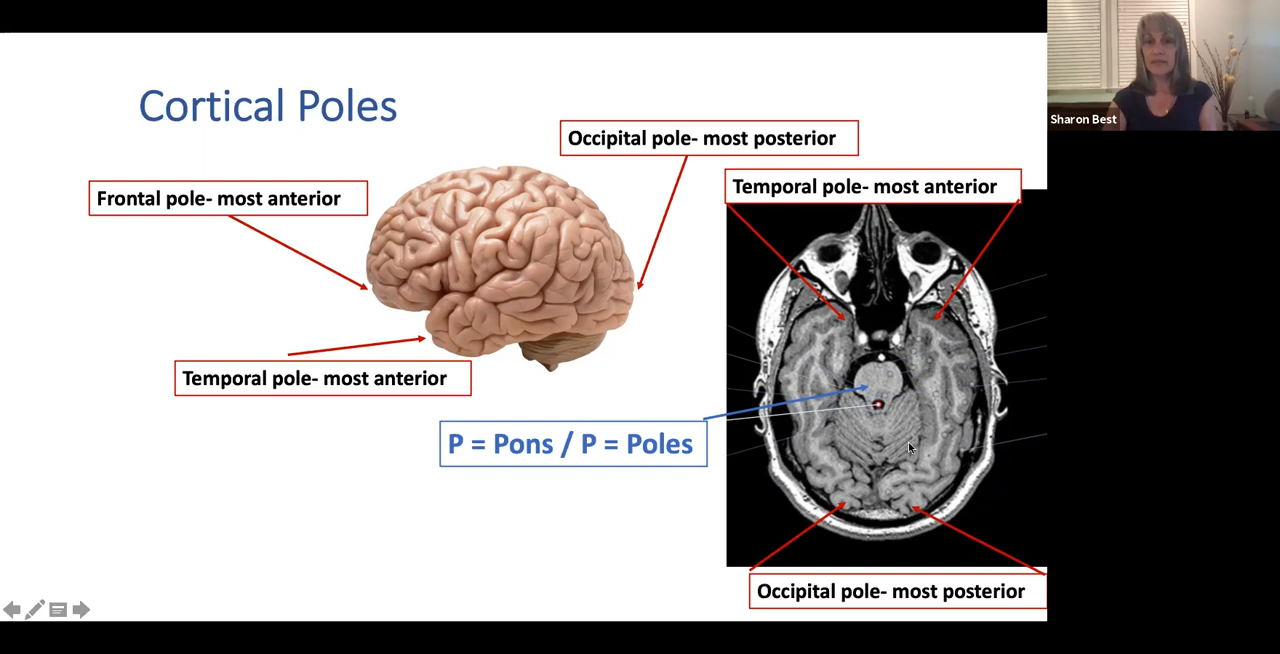 Cortical Poles
Occipital pole- most posterior
Frontal pole- most anterior
Temporal pole- most anterior
Temporal pole- most anterior
P = Pons / P = Poles
Occipital pole- most posterior
Sharon Best